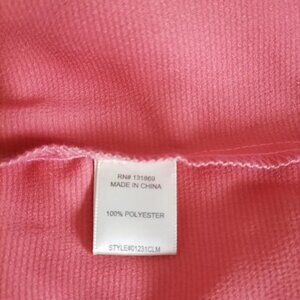 RN# 131869
MADE IN CHINA
100% POLYESTER
STYLE#01231CLM